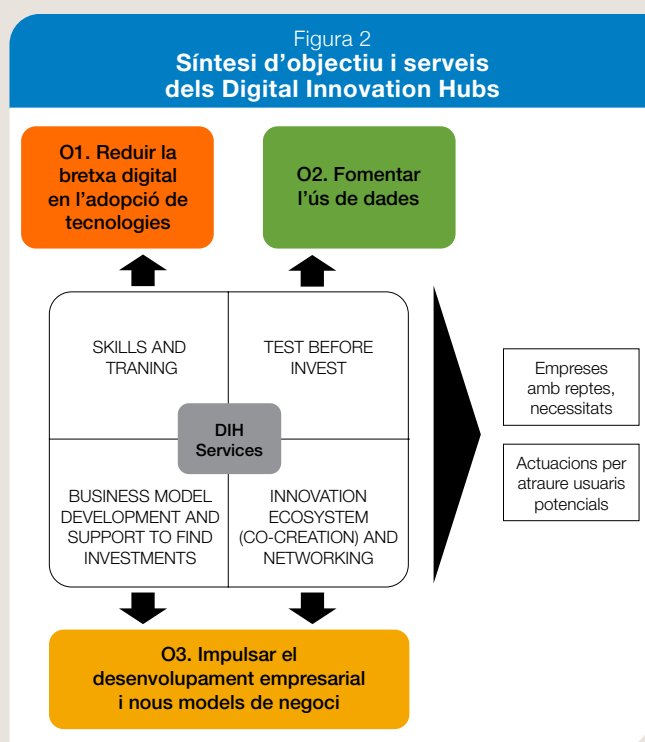 Figura 2
Síntesi d'objectiu i serveis
dels Digital Innovation Hubs
O1. Reduir la
bretxa digital
en l'adopció de
tecnologies
O2. Fomentar
l'ús de dades
SKILLS AND
TRANING
TEST BEFORE
INVEST
DIH
Services
BUSINESS MODEL
DEVELOPMENT AND
SUPPORT TO FIND
INVESTMENTS
INNOVATION
ECOSYSTEM
(CO-CREATION) AND
NETWORKING
Empreses
amb reptes,
necessitats
Actuacions per
atraure usuaris
potencials
O3. Impulsar el
desenvolupament empresarial
i nous models de negoci